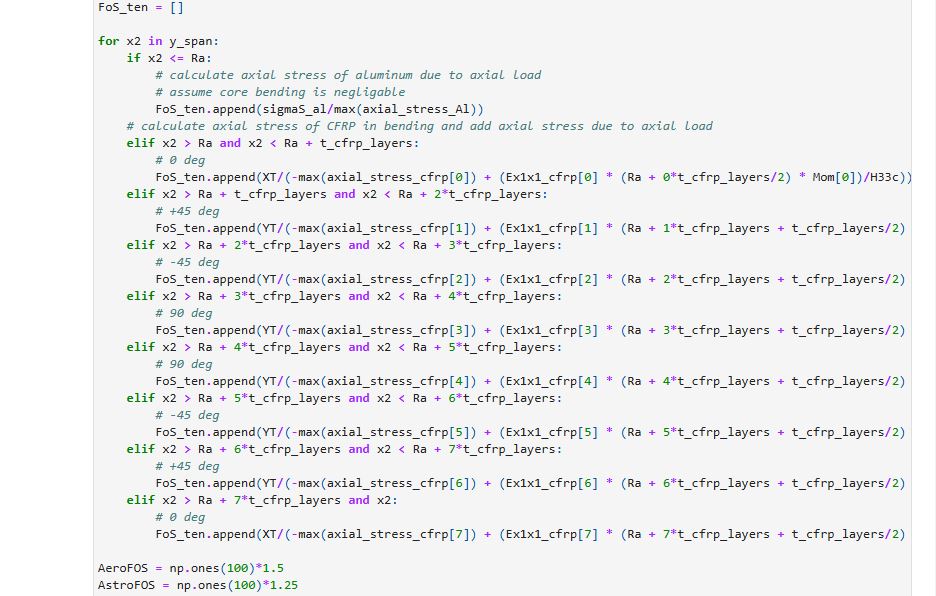 FoS_ten = []
for x2 in y_span:
if x2 <= Ra:
# calculate axial stress of aluminum due to axial load
# assume core bending is negligable
FoS_ten.append(sigmaS_al/max(axial_stress_Al))
# calculate axial stress of CFRP in bending and add axial stress due to axial load
elif x2 > Ra and x2 < Ra + t_cfrp_layers:
# 0 deg
FoS_ten.append(XT/(-max(axial_stress_cfrp[0]) + (Ex1x1_cfrp[0] * (Ra + 0*t_cfrp_layers/2) * Mom[0])/H33c))
elif x2 > Ra + t_cfrp_layers and x2 < Ra + 2*t_cfrp_layers:
# +45 deg
FoS_ten.append(YT/(-max(axial_stress_cfrp[1]) + (Ex1x1_cfrp[1] * (Ra + 1*t_cfrp_layers + t_cfrp_layers/2)
elif x2 > Ra + 2*t_cfrp_layers and x2 < Ra + 3*t_cfrp_layers:
# -45 deg
FoS_ten.append(YT/(-max(axial_stress_cfrp[2]) + (Ex1x1_cfrp[2] * (Ra + 2*t_cfrp_layers + t_cfrp_layers/2)
elif x2 > Ra + 3*t_cfrp_layers and x2 < Ra + 4*t_cfrp_layers:
# 90 deg
FoS_ten.append(YT/(-max(axial_stress_cfrp[3]) + (Ex1x1_cfrp[3] * (Ra + 3*t_cfrp_layers + t_cfrp_layers/2)
elif x2 > Ra + 4*t_cfrp_layers and x2 < Ra + 5*t_cfrp_layers:
# 90 deg
FoS_ten.append(YT/(-max(axial_stress_cfrp[4]) + (Ex1x1_cfrp[4] * (Ra + 4*t_cfrp_layers + t_cfrp_layers/2)
elif x2 > Ra + 5*t_cfrp_layers and x2 < Ra + 6*t_cfrp_layers:
# -45 deg
FoS_ten.append(YT/(-max(axial_stress_cfrp[5]) + (Ex1x1_cfrp[5] * (Ra + 5*t_cfrp_layers + t_cfrp_layers/2)
elif x2 > Ra + 6*t_cfrp_layers and x2 < Ra + 7*t_cfrp_layers:
# +45 deg
FoS_ten.append(YT/(-max(axial_stress_cfrp[6]) + (Ex1x1_cfrp[6] * (Ra + 6*t_cfrp_layers + t_cfrp_layers/2)
elif x2 > Ra + 7*t_cfrp_layers and x2:
# 0 deg
FoS_ten.append(XT/(-max(axial_stress_cfrp[7]) + (Ex1x1_cfrp[7] * (Ra + 7*t_cfrp_layers + t_cfrp_layers/2)
AeroFOS = np.ones(100)*1.5
AstroFOS = np.ones(100)*1.25